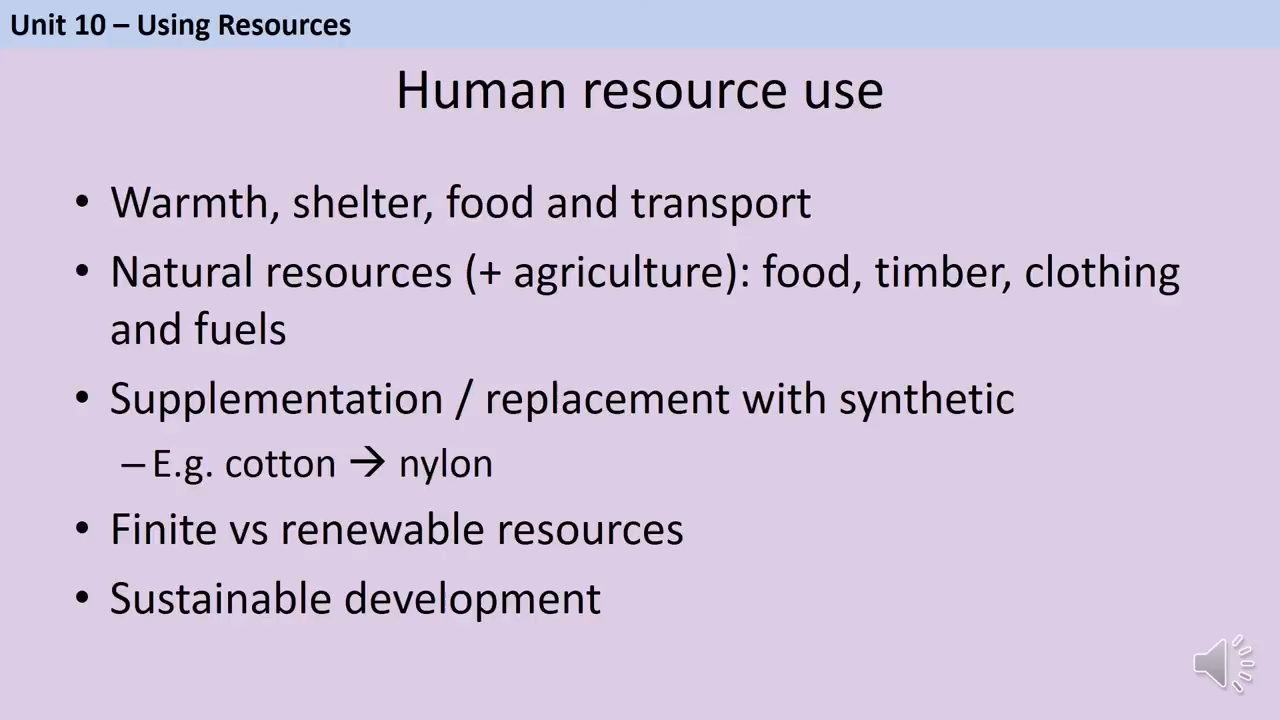 Unit 10 – Using Resources
Human resource use
• Warmth, shelter, food and transport
• Natural resources (+ agriculture): food, timber, clothing
and fuels
• Supplementation / replacement with synthetic
– E.g. cotton → nylon
• Finite vs renewable resources
• Sustainable development